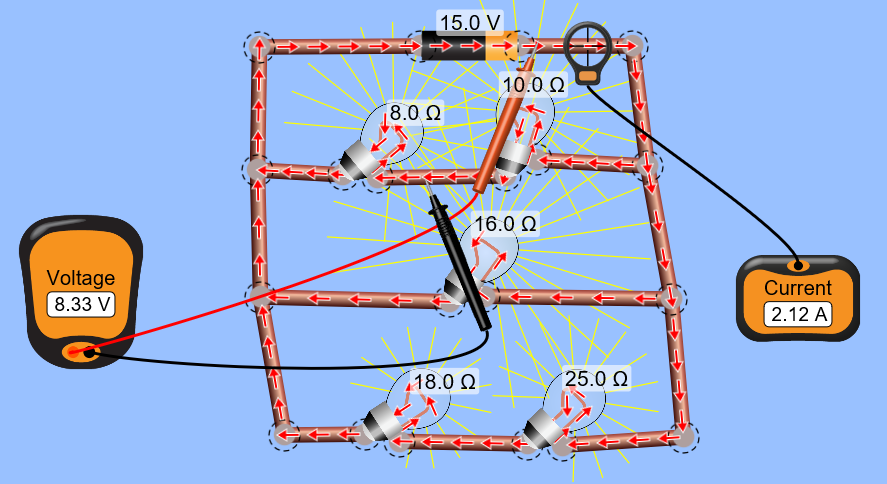 15.0 V
10.0 Ω
8.0 Ω
16.0 Ω
Voltage
8.33 V
Current
2.12 A
18.0 Ω
25.0 Ω